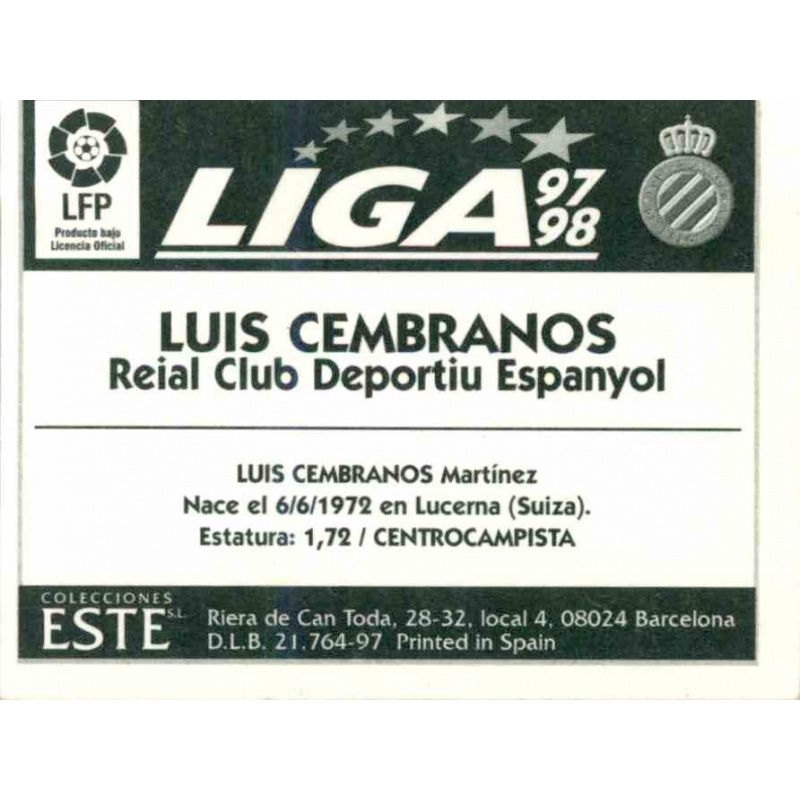 LFP
Producto bajo
Licencia Oficial
LIGA 97 98
LUIS CEMBRANOS
Reial Club Deportiu Espanyol
LUIS CEMBRANOS Martínez
Nace el 6/6/1972 en Lucerna (Suiza).
Estatura: 1,72 / CENTROCAMPISTA
COLECCIONES
ESTE S.L.
Riera de Can Toda, 28-32, local 4, 08024 Barcelona
D.L.B. 21.764-97 Printed in Spain